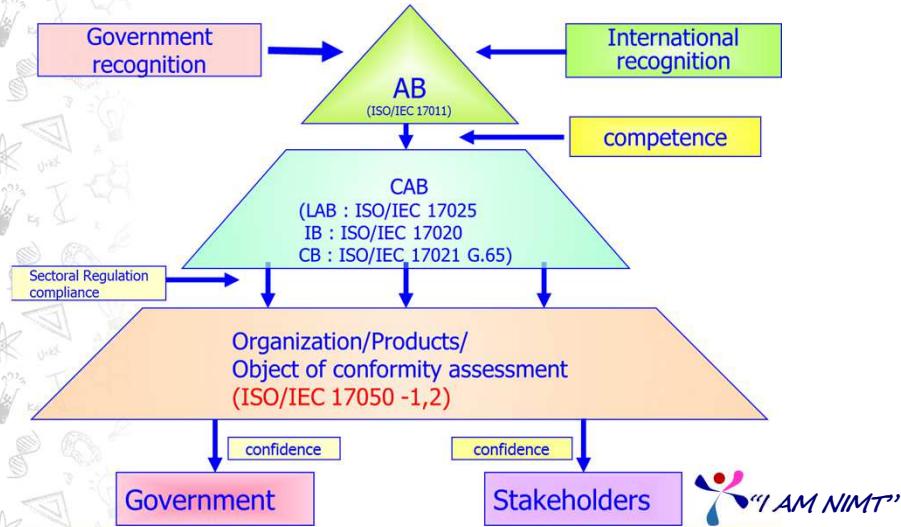 Government
recognition
International
recognition
AB
(ISO/IEC 17011)
competence
CAB
(LAB : ISO/IEC 17025
IB : ISO/IEC 17020
CB : ISO/IEC 17021 G.65)
Sectoral Regulation
compliance
Organization/Products/
Object of conformity assessment
(ISO/IEC 17050 -1,2)
confidence
confidence
Government
Stakeholders
"I AM NIMT"